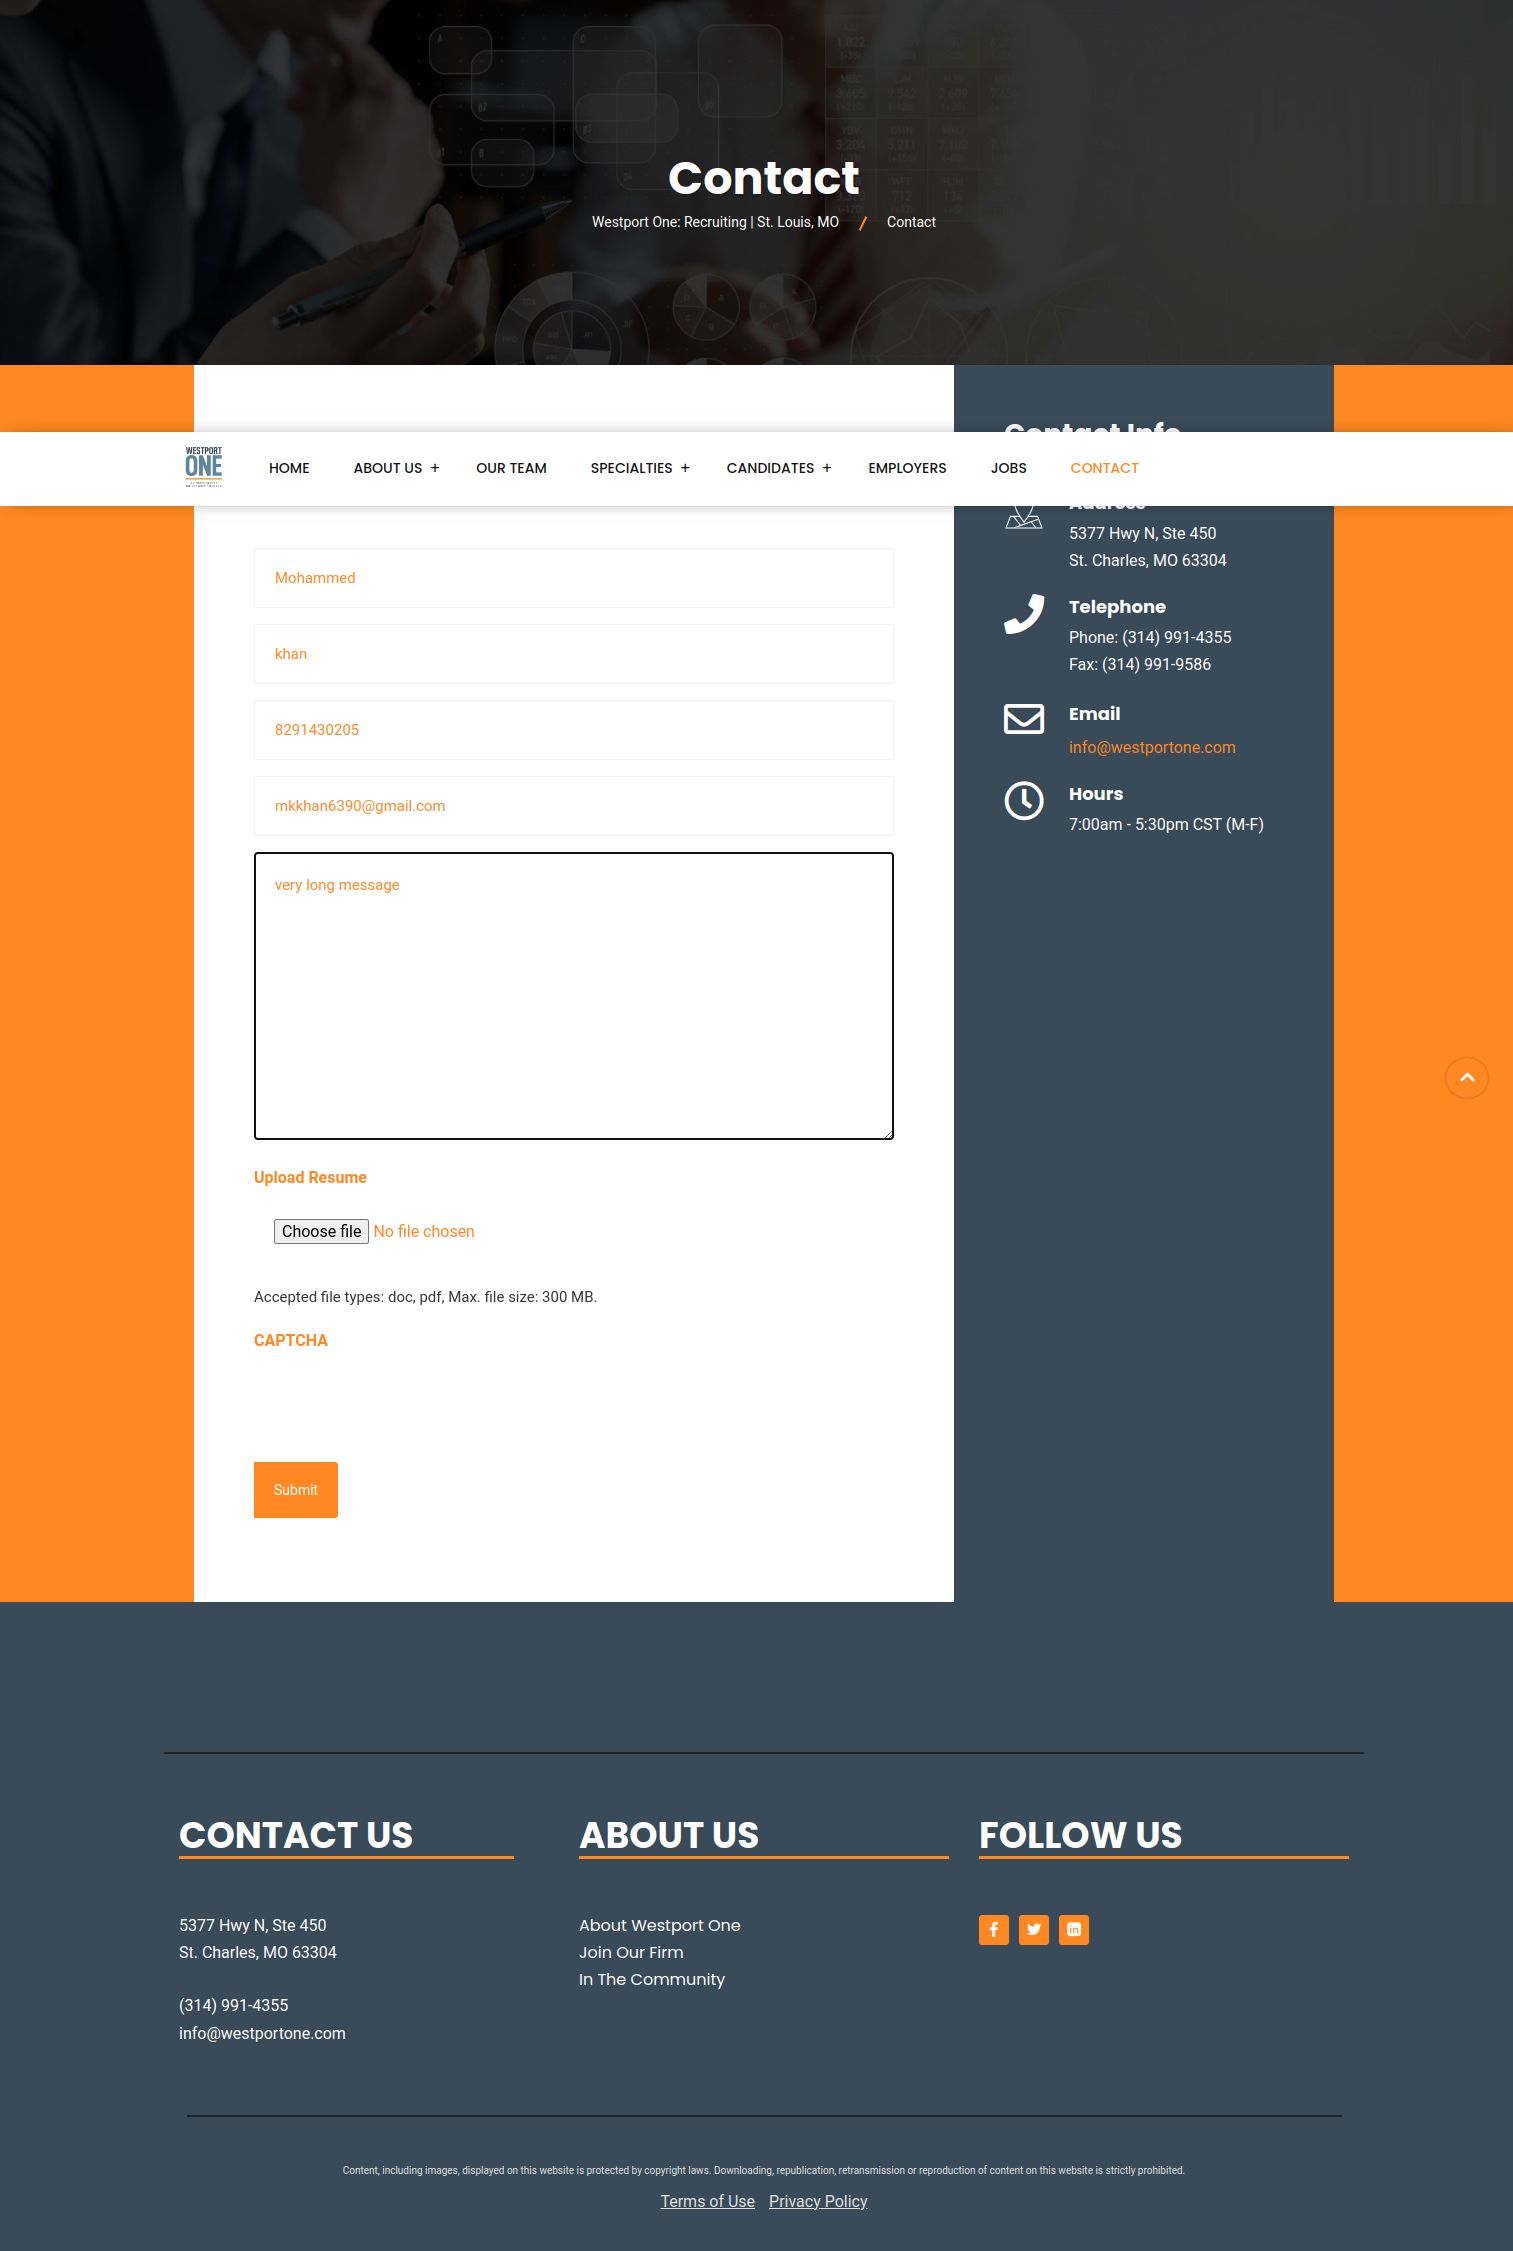 Contact
Westport One: Recruiting | St. Louis, MO / Contact
WESTPORT
ONE
HOME
ABOUT US +
OUR TEAM
SPECIALTIES +
CANDIDATES +
EMPLOYERS
JOBS
CONTACT
Mohammed
khan
8291430205
mkkhan6390@gmail.com
very long message
Upload Resume
Choose file No file chosen
Accepted file types: doc, pdf, Max. file size: 300 MB.
CAPTCHA
Submit
Contact Info
Address
5377 Hwy N, Ste 450
St. Charles, MO 63304
Telephone
Phone: (314) 991-4355
Fax: (314) 991-9586
Email
info@westportone.com
Hours
7:00am - 5:30pm CST (M-F)
CONTACT US
5377 Hwy N, Ste 450
St. Charles, MO 63304
(314) 991-4355
info@westportone.com
ABOUT US
About Westport One
Join Our Firm
In The Community
FOLLOW US
Content, including images, displayed on this website is protected by copyright laws. Downloading, republication, retransmission or reproduction of content on this website is strictly prohibited.
Terms of Use Privacy Policy